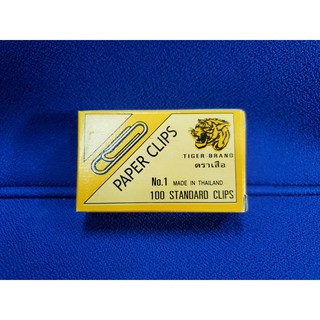 PAPER CLIPS
TIGER BRAND
ตราเสือ
No.1 MADE IN THAILAND
100 STANDARD CLIPS